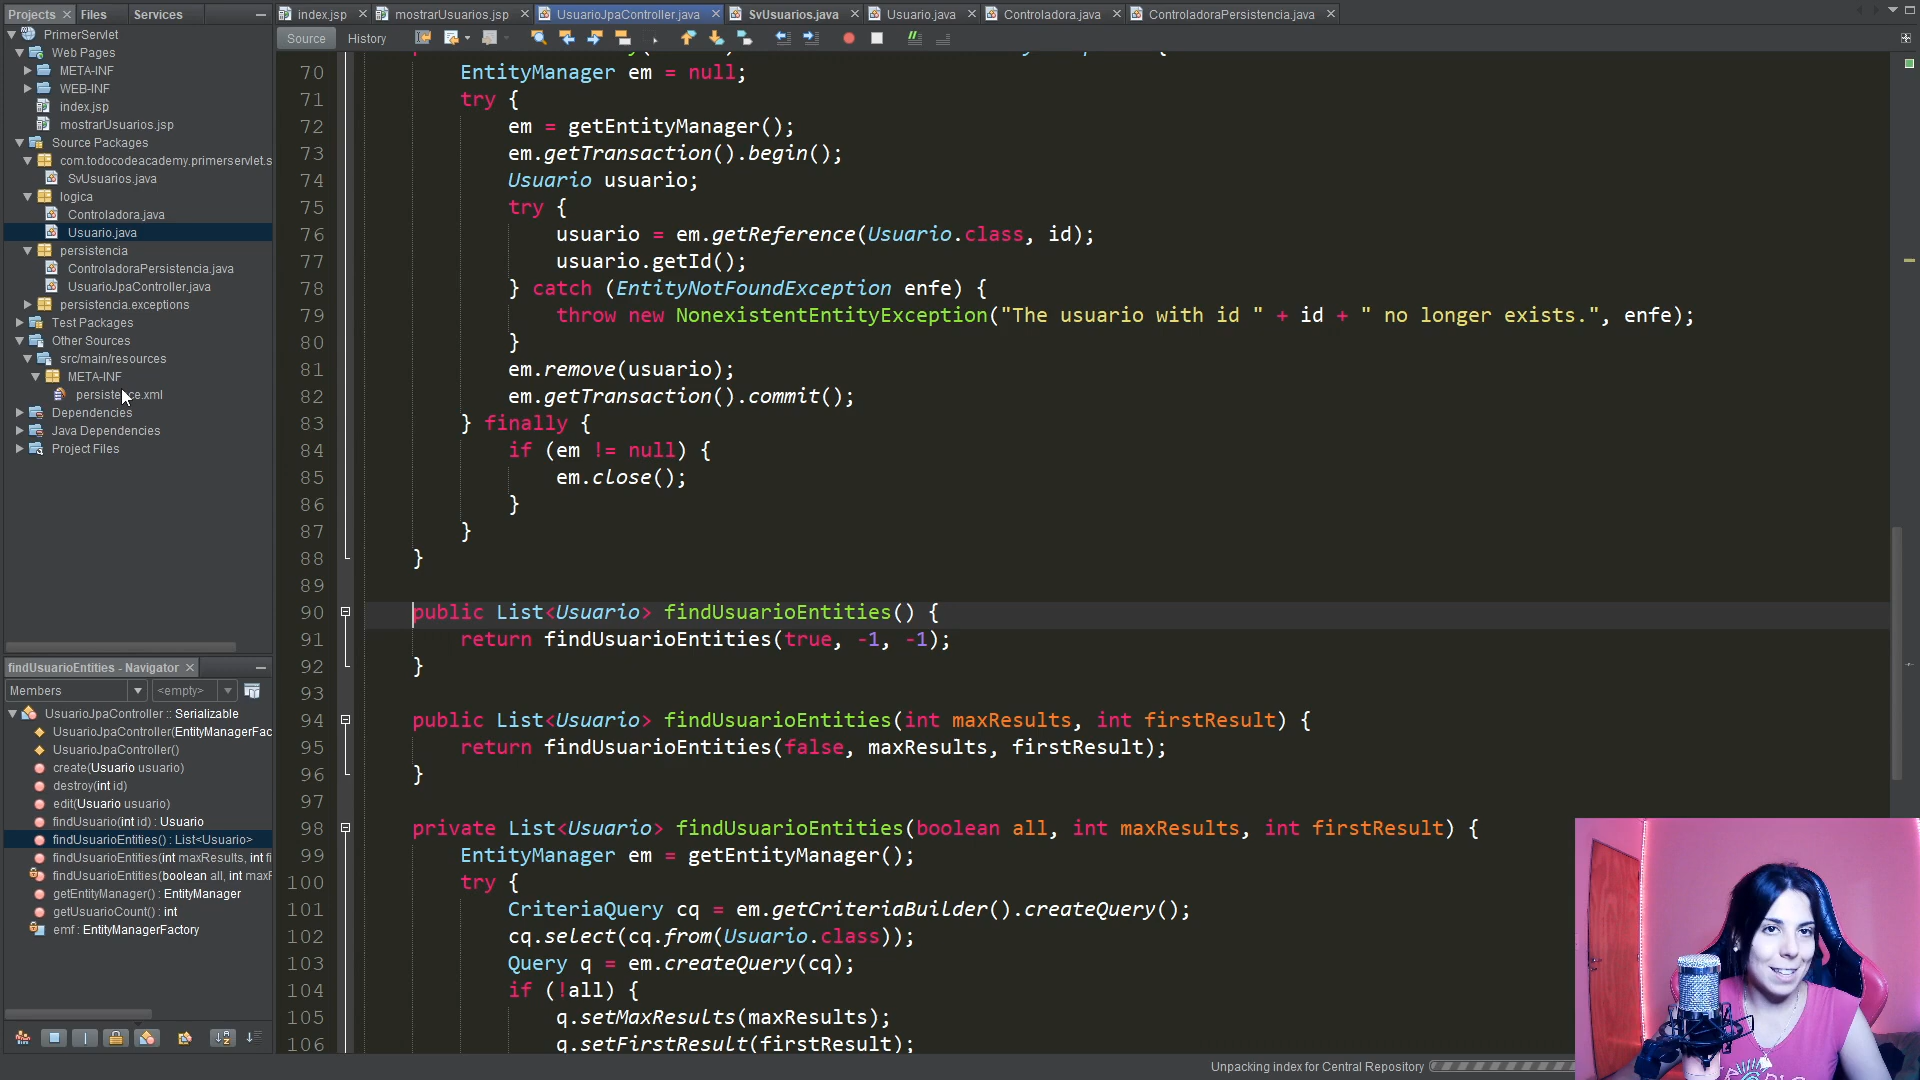 Projects
Files
Services
index.jsp
mostrarUsuarios.jsp
UsuarioJpaController.java
SvUsuarios.java
Usuario.java
Controladora.java
ControladoraPersistencia.java
Source
History
PrimerServlet
Web Pages
META-INF
WEB-INF
index.jsp
mostrarUsuarios.jsp
Source Packages
com.todocodeacademy.primerservlet.s
SvUsuarios.java
logica
Controladora.java
Usuario.java
persistencia
ControladoraPersistencia.java
UsuarioJpaController.java
persistencia.exceptions
Test Packages
Other Sources
src/main/resources
META-INF
persistence.xml
Dependencies
Java Dependencies
Project Files
findUsuarioEntities - Navigator
Members
<empty>
UsuarioJpaController :: Serializable
UsuarioJpaController(EntityManagerFac
UsuarioJpaController()
create(Usuario usuario)
destroy(int id)
edit(Usuario usuario)
findUsuario(int id) : Usuario
findUsuarioEntities() : List<Usuario>
findUsuarioEntities(int maxResults, int fi
findUsuarioEntities(boolean all, int maxR
getEntityManager() : EntityManager
getUsuarioCount() : int
emf : EntityManagerFactory
70 EntityManager em = null;
71 try {
72 em = getEntityManager();
73 em.getTransaction().begin();
74 Usuario usuario;
75 try {
76 usuario = em.getReference(Usuario.class, id);
77 usuario.getId();
78 } catch (EntityNotFoundException enfe) {
79 throw new NonexistentEntityException("The usuario with id " + id + " no longer exists.", enfe);
80 }
81 em.remove(usuario);
82 em.getTransaction().commit();
83 } finally {
84 if (em != null) {
85 em.close();
86 }
87 }
88 }
89
90 public List<Usuario> findUsuarioEntities() {
91 return findUsuarioEntities(true, -1, -1);
92 }
93
94 public List<Usuario> findUsuarioEntities(int maxResults, int firstResult) {
95 return findUsuarioEntities(false, maxResults, firstResult);
96 }
97
98 private List<Usuario> findUsuarioEntities(boolean all, int maxResults, int firstResult) {
99 EntityManager em = getEntityManager();
100 try {
101 CriteriaQuery cq = em.getCriteriaBuilder().createQuery();
102 cq.select(cq.from(Usuario.class));
103 Query q = em.createQuery(cq);
104 if (!all) {
105 q.setMaxResults(maxResults);
106 q.setFirstResult(firstResult);
Unpacking index for Central Repository